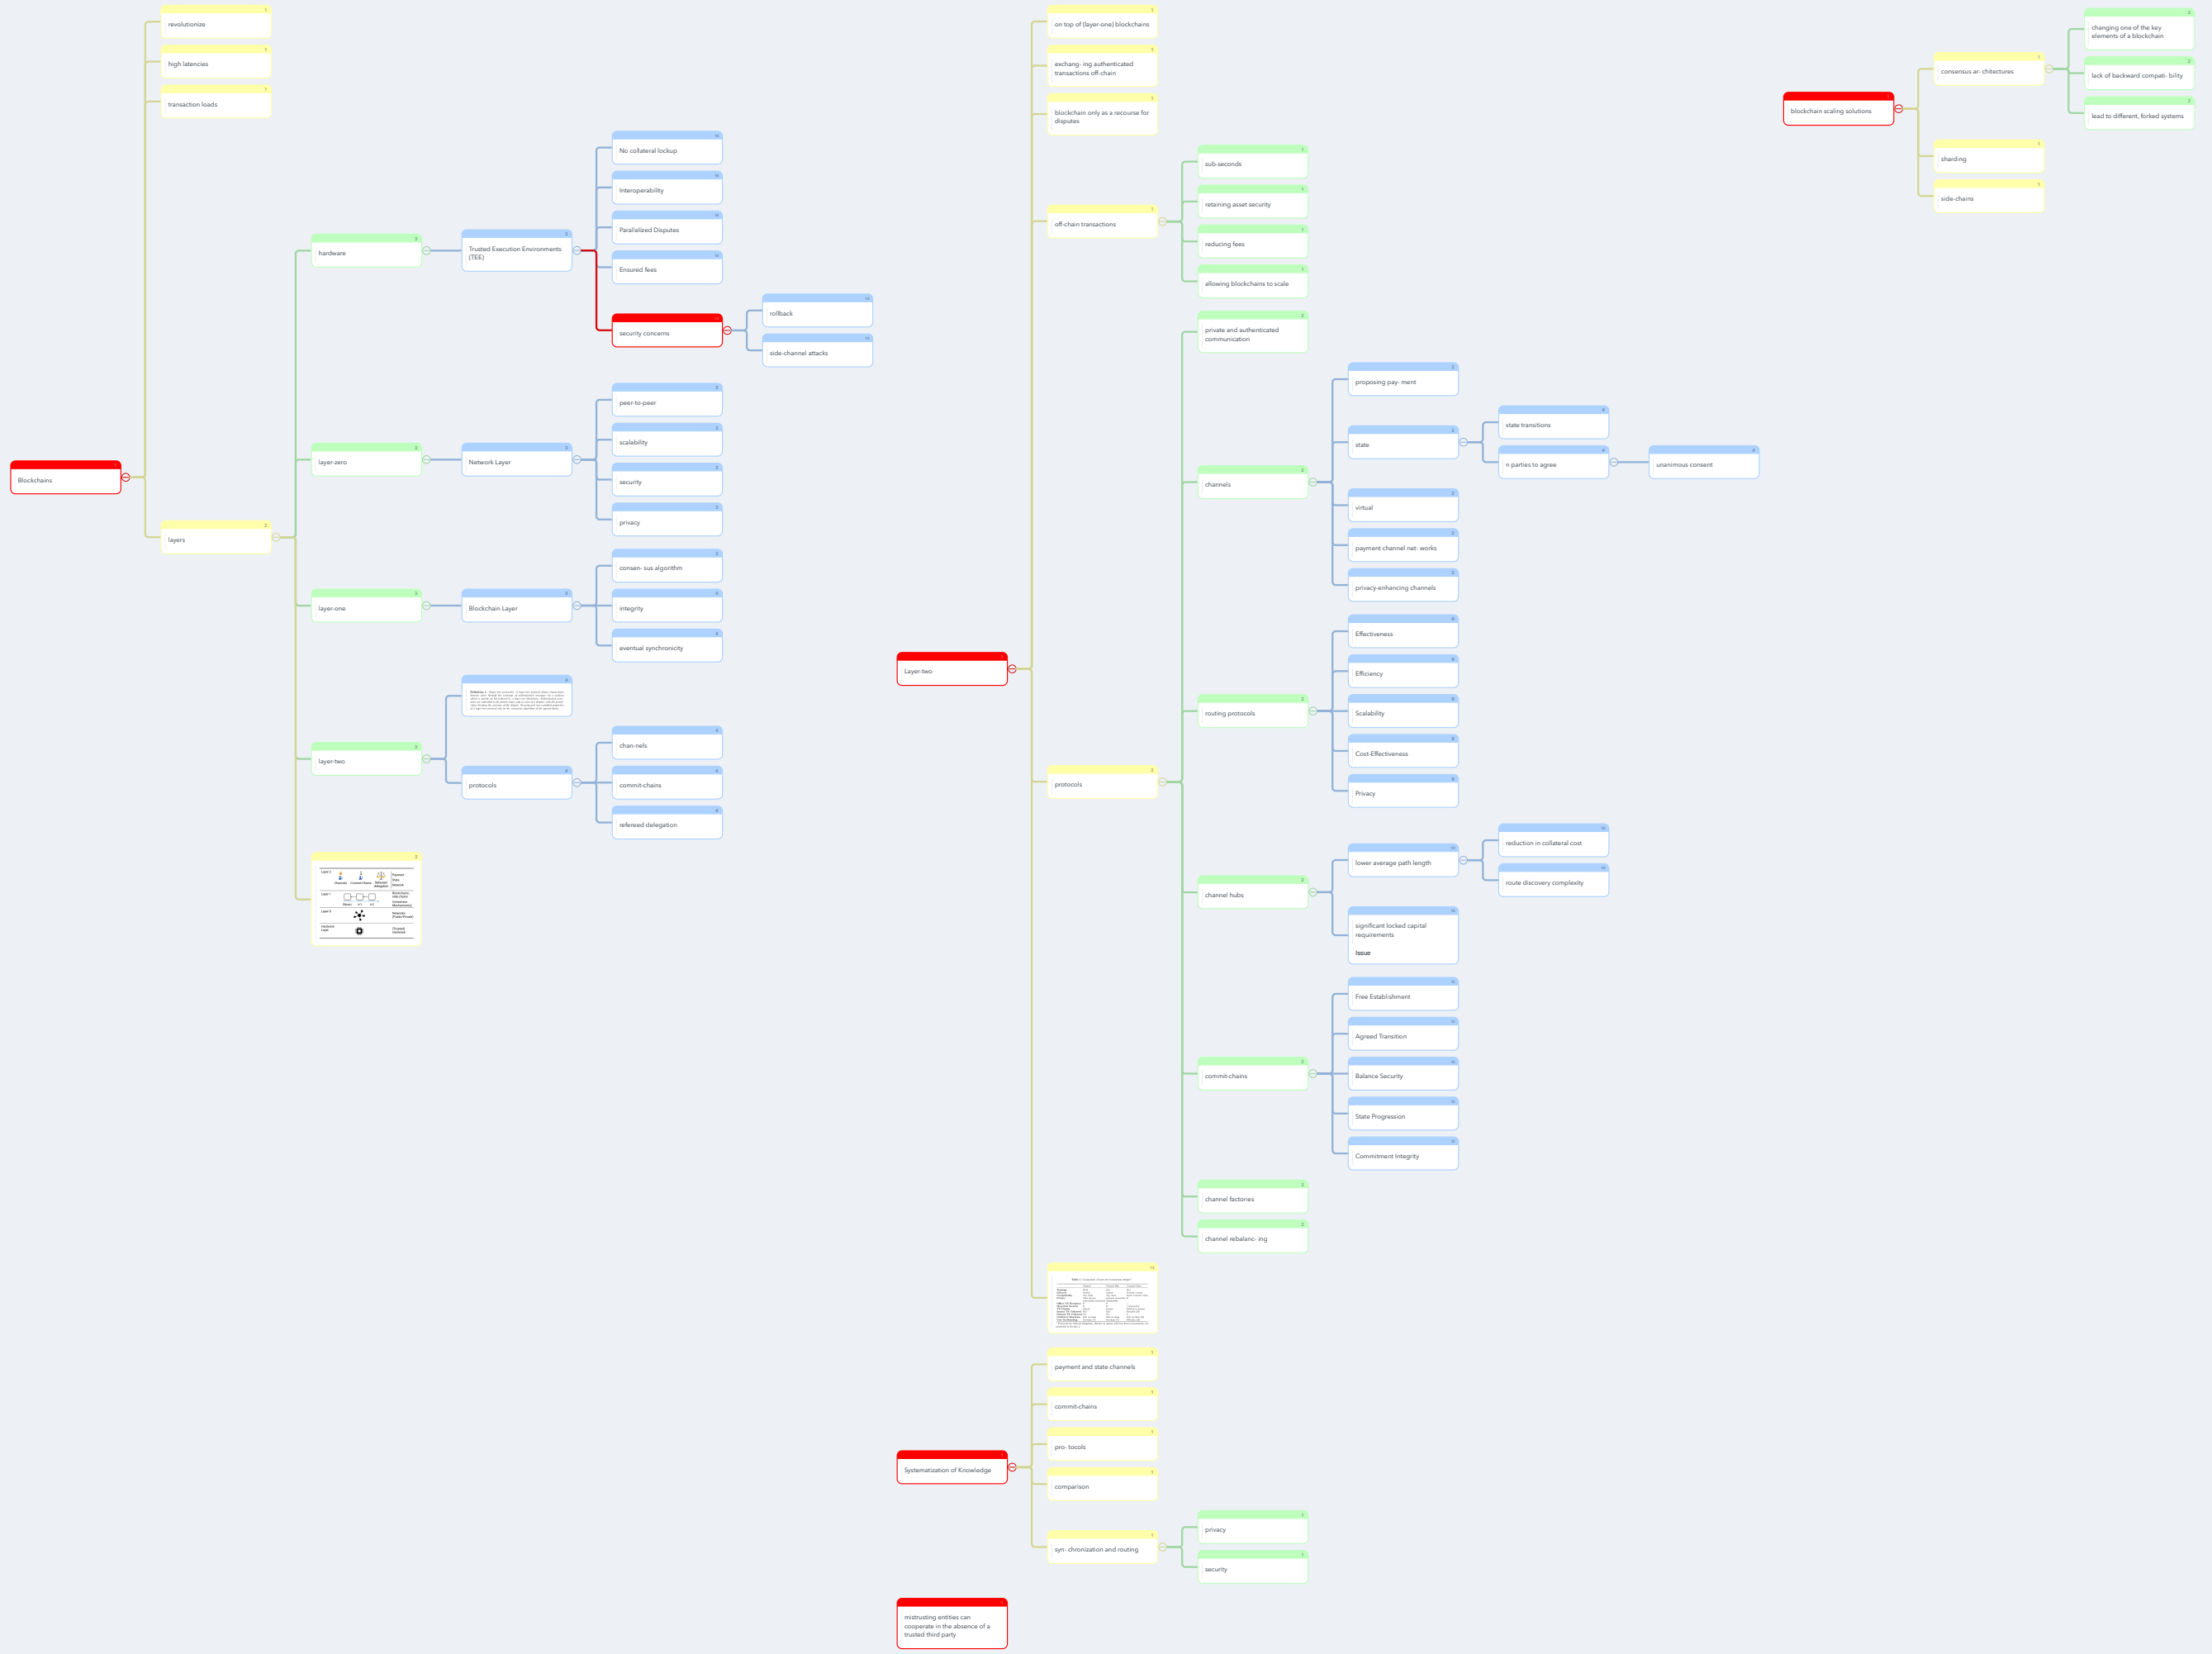 Blockchains
revolutionize
high latencies
transaction loads
layers
hardware
Trusted Execution Environments
(TEE)
No collateral lockup
Interoperability
Parallelized Disputes
Ensured fees
security concerns
rollback
side-channel attacks
layer-zero
Network Layer
peer-to-peer
scalability
security
privacy
layer-one
Blockchain Layer
consen- sus algorithm
integrity
eventual synchronicity
layer-two
protocols
chan-nels
commit-chains
refereed delegation
Layer-two
on top of (layer-one) blockchains
exchang- ing authenticated
transactions off-chain
blockchain only as a recourse for
disputes
off-chain transactions
sub-seconds
retaining asset security
reducing fees
allowing blockchains to scale
protocols
private and authenticated
communication
channels
proposing pay- ment
state
state transitions
n parties to agree
unanimous consent
virtual
payment channel net- works
privacy-enhancing channels
routing protocols
Effectiveness
Efficiency
Scalability
Cost-Effectiveness
Privacy
channel hubs
lower average path length
reduction in collateral cost
route discovery complexity
significant locked capital
requirements
Issue
commit-chains
Free Establishment
Agreed Transition
Balance Security
State Progression
Commitment Integrity
channel factories
channel rebalanc- ing
Systematization of Knowledge
payment and state channels
commit-chains
pro- tocols
comparison
syn- chronization and routing
privacy
security
mistrusting entities can
cooperate in the absence of a
trusted third party
blockchain scaling solutions
consensus ar- chitectures
changing one of the key
elements of a blockchain
lack of backward compati- bility
lead to different, forked systems
sharding
side-chains